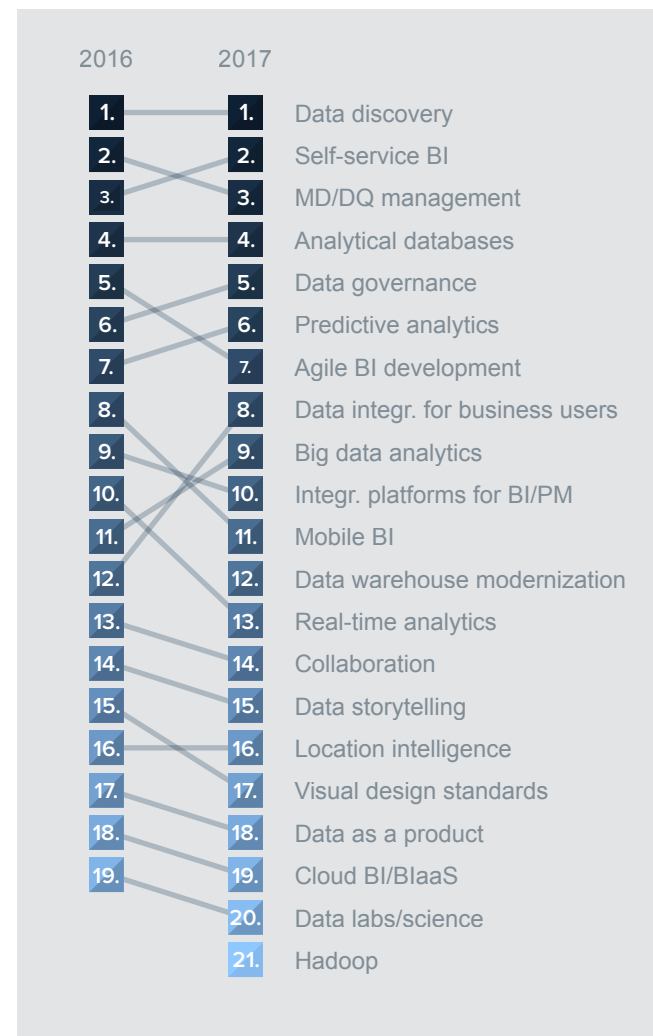 2016 2017
1. 1. Data discovery
2. 2. Self-service BI
3. 3. MD/DQ management
4. 4. Analytical databases
5. 5. Data governance
6. 6. Predictive analytics
7. 7. Agile BI development
8. 8. Data integr. for business users
9. 9. Big data analytics
10. 10. Integr. platforms for BI/PM
11. 11. Mobile BI
12. 12. Data warehouse modernization
13. 13. Real-time analytics
14. 14. Collaboration
15. 15. Data storytelling
16. 16. Location intelligence
17. 17. Visual design standards
18. 18. Data as a product
19. 19. Cloud BI/BIaaS
20. Data labs/science
21. Hadoop